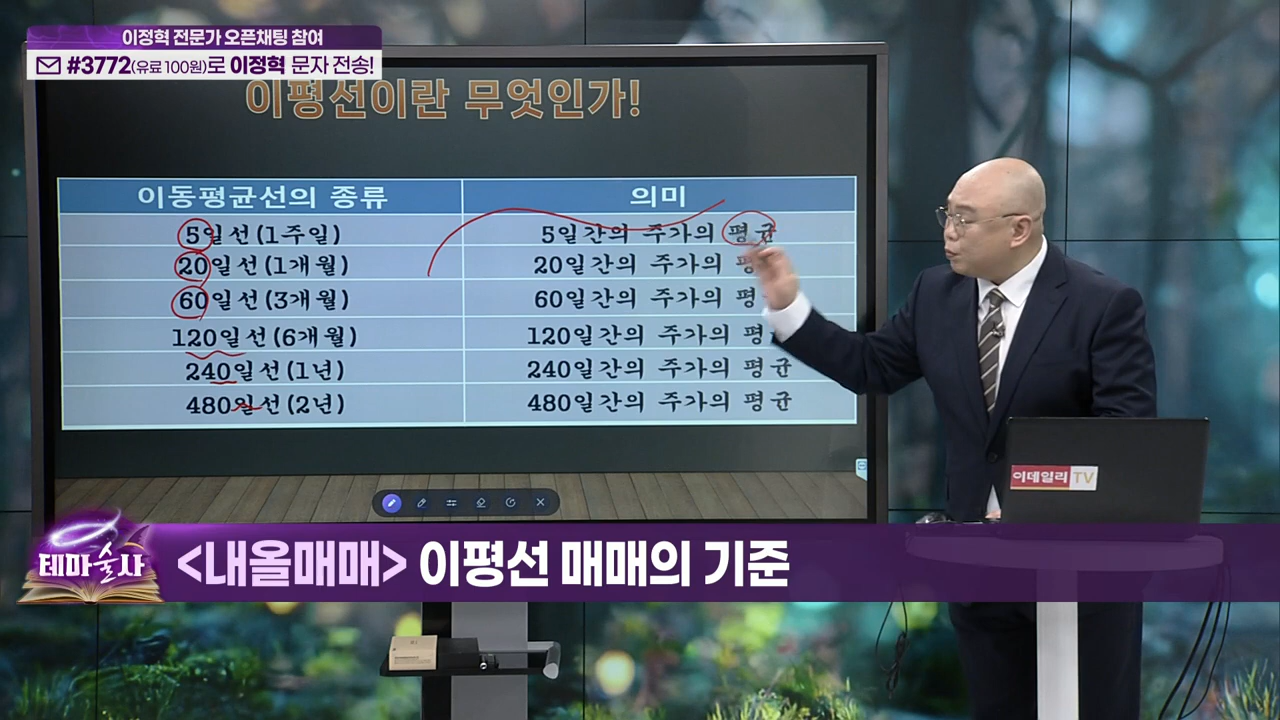 이정혁 전문가 오픈채팅 참여
#3772(유료 100원)로 이정혁 문자 전송!
이평선이란 무엇인가!
이동평균선의 종류 의미
5일선(1주일) 5일간의 주가의 평균
20일선(1개월) 20일간의 주가의
60일선(3개월) 60일간의 주가의
120일선(6개월) 120일간의 주가의
240일선(1년) 240일간의 주가의 평균
480일선(2년) 480일간의 주가의 평균
이데일리TV
테마술사
<내올매매> 이평선 매매의 기준